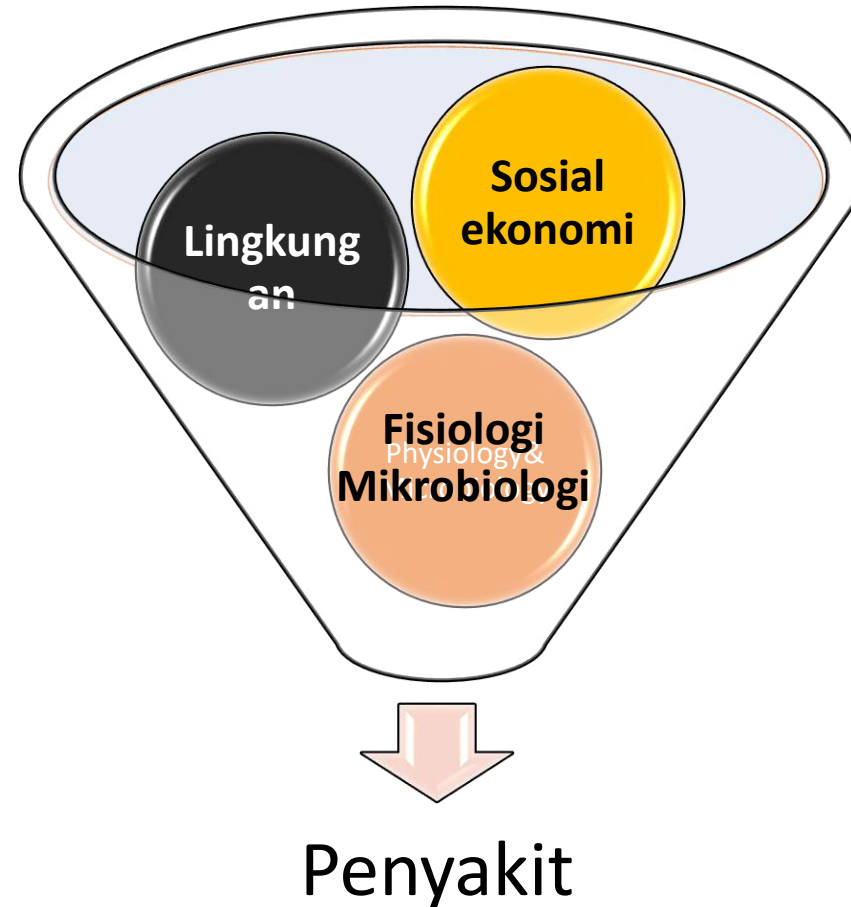 Sosial
ekonomi
Lingkung
an
Fisiologi
Physiology&
Mikrobiologi
Penyakit